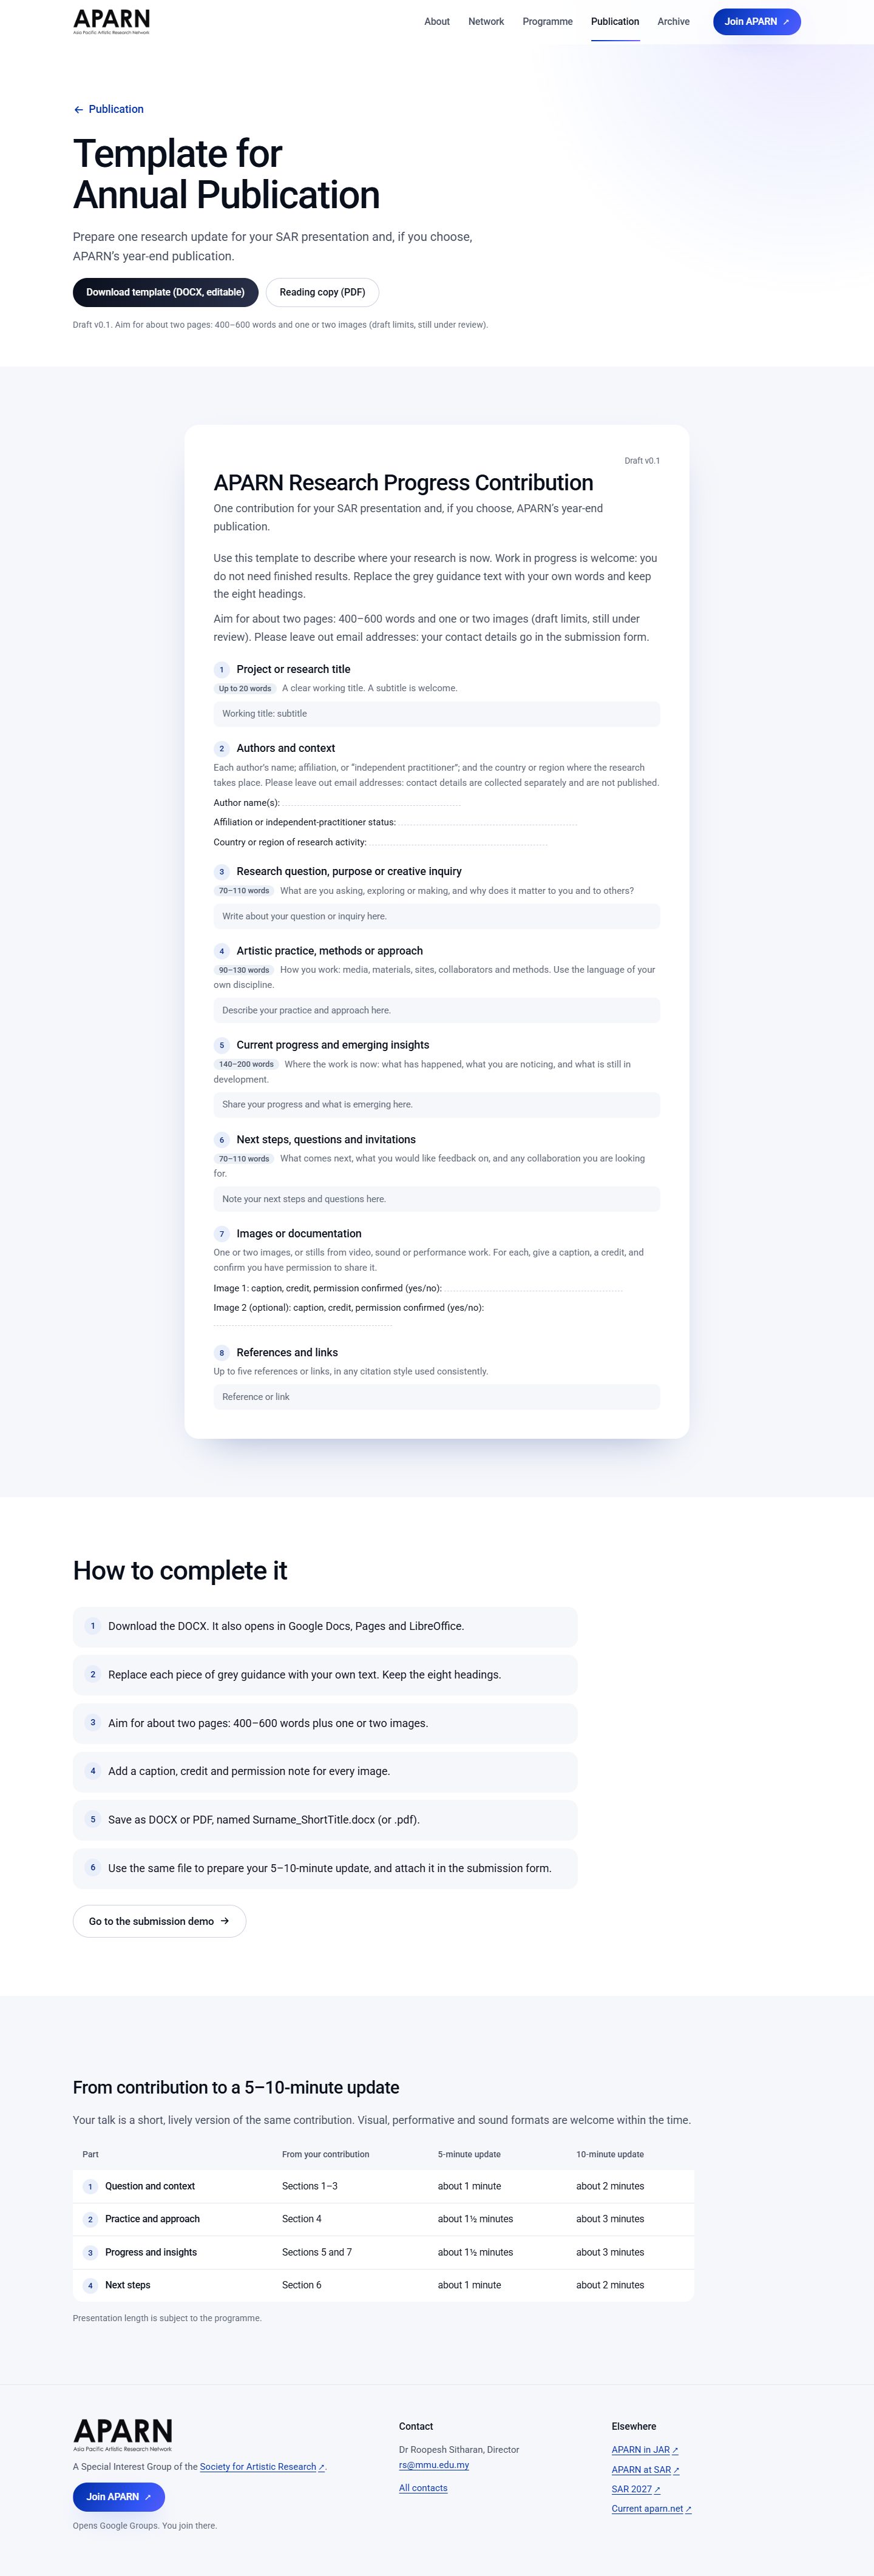 APARN
Asia Pacific Artistic Research Network
About Network Programme Publication Archive Join APARN ↗
← Publication
Template for
Annual Publication
Prepare one research update for your SAR presentation and, if you choose,
APARN's year-end publication.
Download template (DOCX, editable) Reading copy (PDF)
Draft v0.1. Aim for about two pages: 400–600 words and one or two images (draft limits, still under review).
Draft v0.1
APARN Research Progress Contribution
One contribution for your SAR presentation and, if you choose, APARN's year-end
publication.
Use this template to describe where your research is now. Work in progress is welcome: you
do not need finished results. Replace the grey guidance text with your own words and keep
the eight headings.
Aim for about two pages: 400–600 words and one or two images (draft limits, still under
review). Please leave out email addresses: your contact details go in the submission form.
1 Project or research title
Up to 20 words A clear working title. A subtitle is welcome.
Working title: subtitle
2 Authors and context
Each author's name; affiliation, or “independent practitioner”; and the country or region where the research
takes place. Please leave out email addresses: contact details are collected separately and are not published.
Author name(s):
Affiliation or independent-practitioner status:
Country or region of research activity:
3 Research question, purpose or creative inquiry
70–110 words What are you asking, exploring or making, and why does it matter to you and to others?
Write about your question or inquiry here.
4 Artistic practice, methods or approach
90–130 words How you work: media, materials, sites, collaborators and methods. Use the language of your
own discipline.
Describe your practice and approach here.
5 Current progress and emerging insights
140–200 words Where the work is now: what has happened, what you are noticing, and what is still in
development.
Share your progress and what is emerging here.
6 Next steps, questions and invitations
70–110 words What comes next, what you would like feedback on, and any collaboration you are looking
for.
Note your next steps and questions here.
7 Images or documentation
One or two images, or stills from video, sound or performance work. For each, give a caption, a credit, and
confirm you have permission to share it.
Image 1: caption, credit, permission confirmed (yes/no):
Image 2 (optional): caption, credit, permission confirmed (yes/no):
8 References and links
Up to five references or links, in any citation style used consistently.
Reference or link
How to complete it
1 Download the DOCX. It also opens in Google Docs, Pages and LibreOffice.
2 Replace each piece of grey guidance with your own text. Keep the eight headings.
3 Aim for about two pages: 400–600 words plus one or two images.
4 Add a caption, credit and permission note for every image.
5 Save as DOCX or PDF, named Surname_ShortTitle.docx (or .pdf).
6 Use the same file to prepare your 5–10-minute update, and attach it in the submission form.
Go to the submission demo →
From contribution to a 5–10-minute update
Your talk is a short, lively version of the same contribution. Visual, performative and sound formats are welcome within the time.
Part From your contribution 5-minute update 10-minute update
1 Question and context Sections 1–3 about 1 minute about 2 minutes
2 Practice and approach Section 4 about 1½ minutes about 3 minutes
3 Progress and insights Sections 5 and 7 about 1½ minutes about 3 minutes
4 Next steps Section 6 about 1 minute about 2 minutes
Presentation length is subject to the programme.
APARN
Asia Pacific Artistic Research Network
A Special Interest Group of the Society for Artistic Research ↗.
Join APARN ↗
Opens Google Groups. You join there.
Contact
Dr Roopesh Sitharan, Director
rs@mmu.edu.my
All contacts
Elsewhere
APARN in JAR ↗
APARN at SAR ↗
SAR 2027 ↗
Current aparn.net ↗